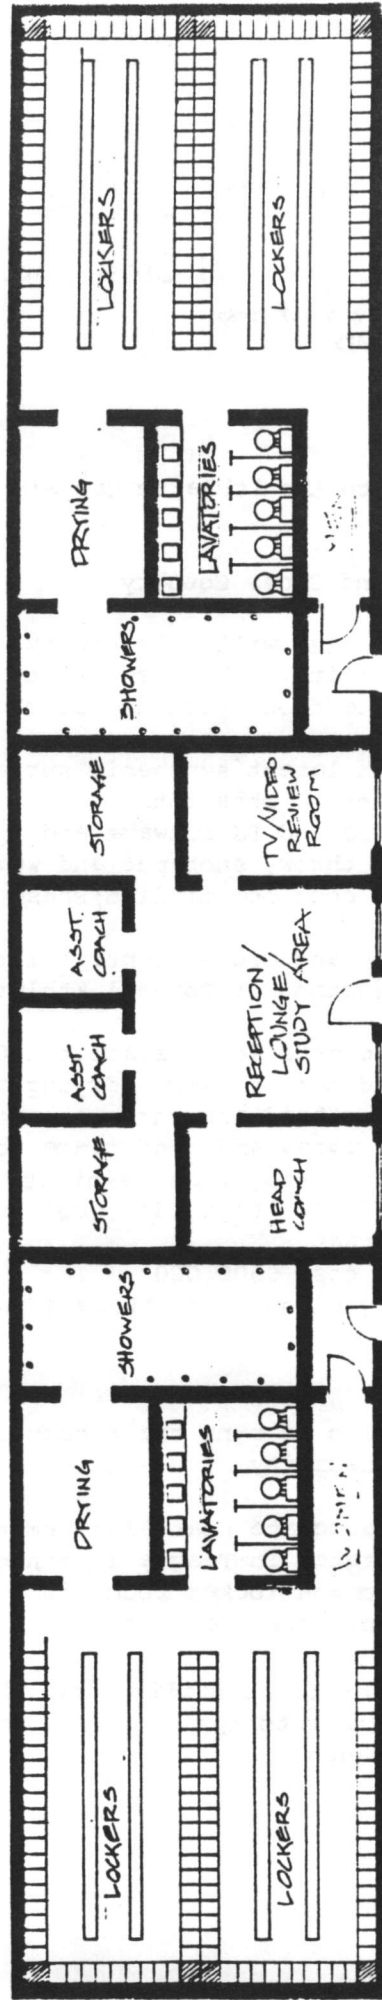 LOCKERS
LOCKERS
DRYING
LAVATORIES
SHOWERS
WOMEN
STORAGE
HEAD
COACH
ASST.
COACH
ASST.
COACH
RECEPTION/
LOUNGE/
STUDY AREA
STORAGE
TV/VIDEO
REVIEW
ROOM
SHOWERS
MEN
DRYING
LAVATORIES
LOCKERS
LOCKERS